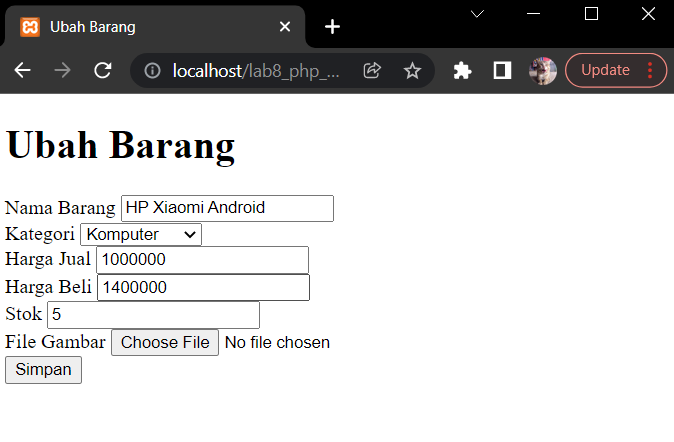 Ubah Barang
localhost/lab8_php_...
Update
Ubah Barang
Nama Barang HP Xiaomi Android
Kategori Komputer
Harga Jual 1000000
Harga Beli 1400000
Stok 5
File Gambar Choose File No file chosen
Simpan